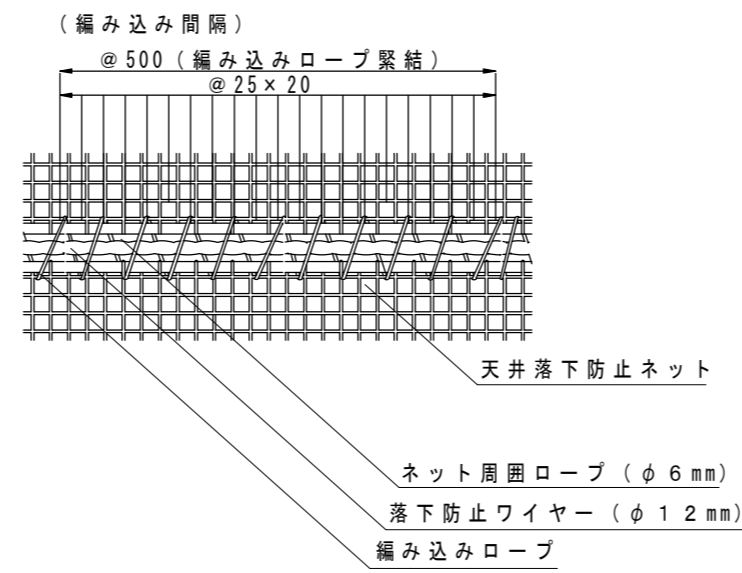 (編み込み間隔)
@500(編み込みロープ緊結)
@25×20
天井落下防止ネット
ネット周囲ロープ(φ6mm)
落下防止ワイヤー(φ12mm)
編み込みロープ